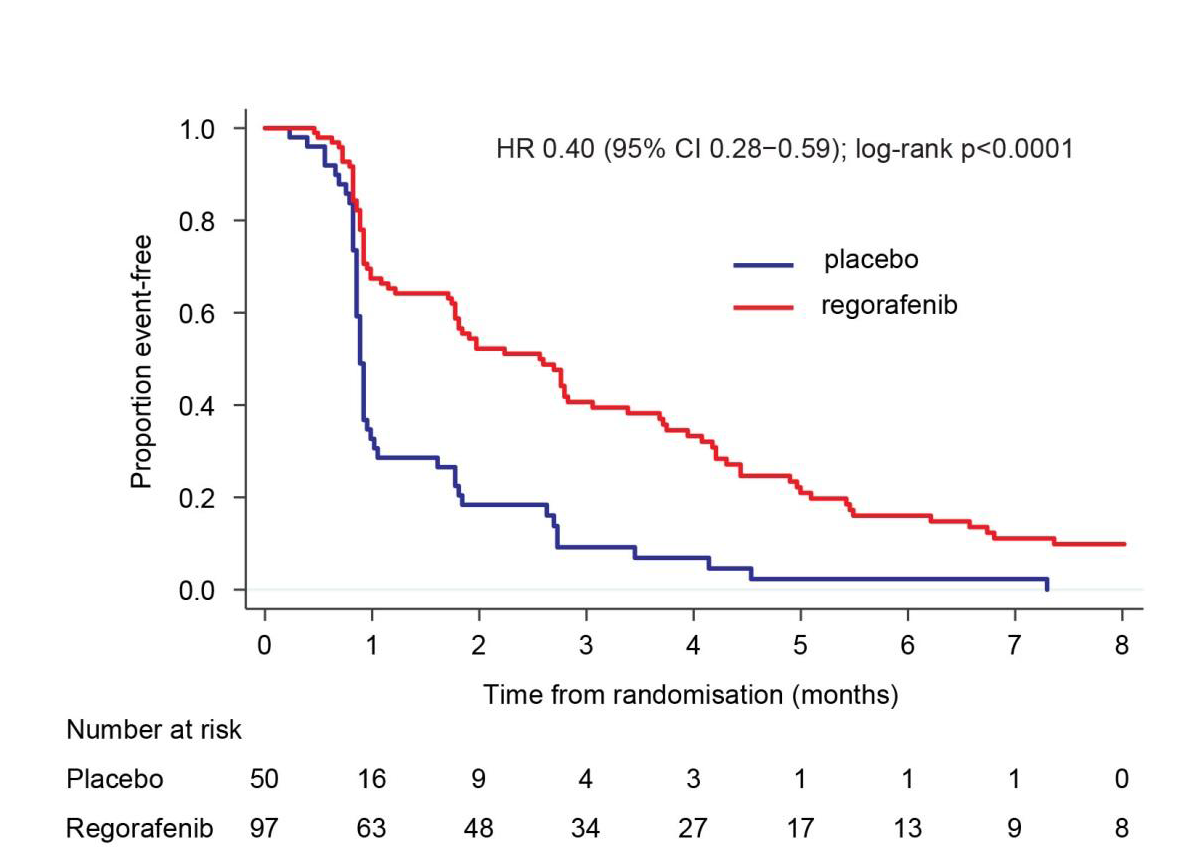 HR 0.40 (95% CI 0.28−0.59); log-rank p<0.0001
placebo
regorafenib
Proportion event-free
1.0
0.8
0.6
0.4
0.2
0.0
0 1 2 3 4 5 6 7 8
Time from randomisation (months)
Number at risk
Placebo 50 16 9 4 3 1 1 1 0
Regorafenib 97 63 48 34 27 17 13 9 8